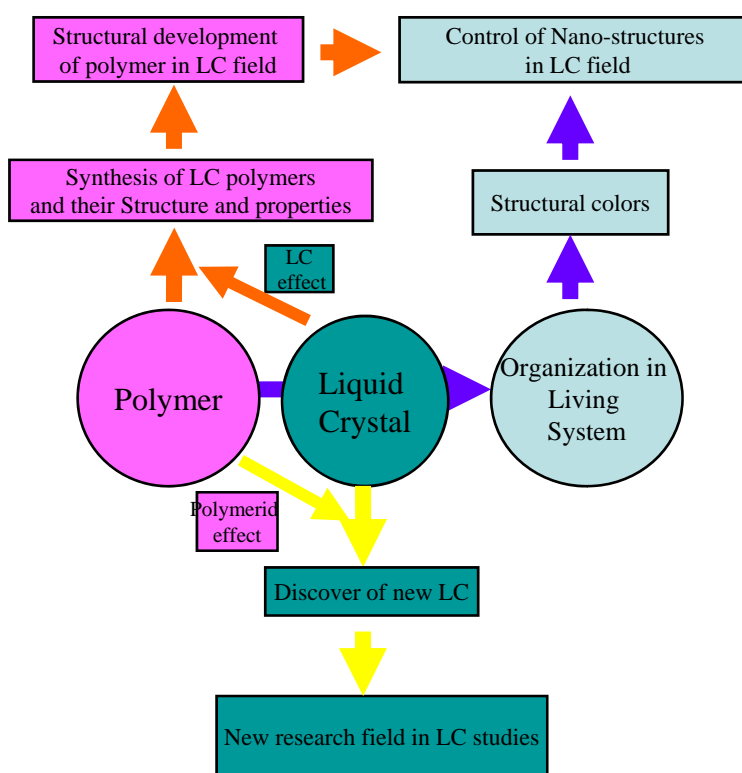 Structural development
of polymer in LC field
Control of Nano-structures
in LC field
Synthesis of LC polymers
and their Structure and properties
Structural colors
LC
effect
Polymer
Liquid
Crystal
Organization in
Living
System
Polymerid
effect
Discover of new LC
New research field in LC studies